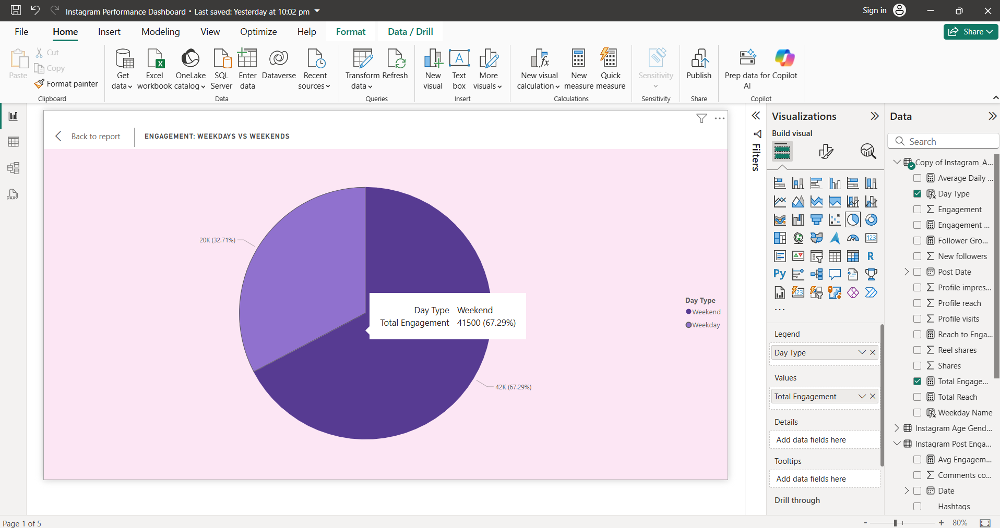 Instagram Performance Dashboard • Last saved: Yesterday at 10:02 pm
Sign in
File
Home
Insert
Modeling
View
Optimize
Help
Format
Data / Drill
Share
Paste
Cut
Copy
Format painter
Clipboard
Get data
Excel workbook
OneLake catalog
SQL Server
Enter data
Dataverse
Recent sources
Data
Transform data
Refresh
Queries
New visual
A
Text box
More visuals
Insert
New visual calculation
New measure
Quick measure
Calculations
Sensitivity
Sensitivity
Publish
Share
Prep data for AI
Copilot
Copilot
DAX
Back to report
ENGAGEMENT: WEEKDAYS VS WEEKENDS
20K (32.71%)
Day Type Weekend
Total Engagement 41500 (67.29%)
42K (67.29%)
Day Type
Weekend
Weekday
Filters
Visualizations
Build visual
123
R
Py
123
...
Legend
Day Type
Values
Total Engagement
Details
Add data fields here
Tooltips
Add data fields here
Drill through
Data
Search
Copy of Instagram_A...
Average Daily ...
Day Type
Engagement
Engagement ...
Follower Gro...
New followers
Post Date
Profile impres...
Profile reach
Profile visits
Reach to Enga...
Reel shares
Shares
Total Engage...
Total Reach
Weekday Name
Instagram Age Gend...
Instagram Post Enga...
Avg Engagem...
Comments co...
Date
Hashtags
Page 1 of 5
- + 80%